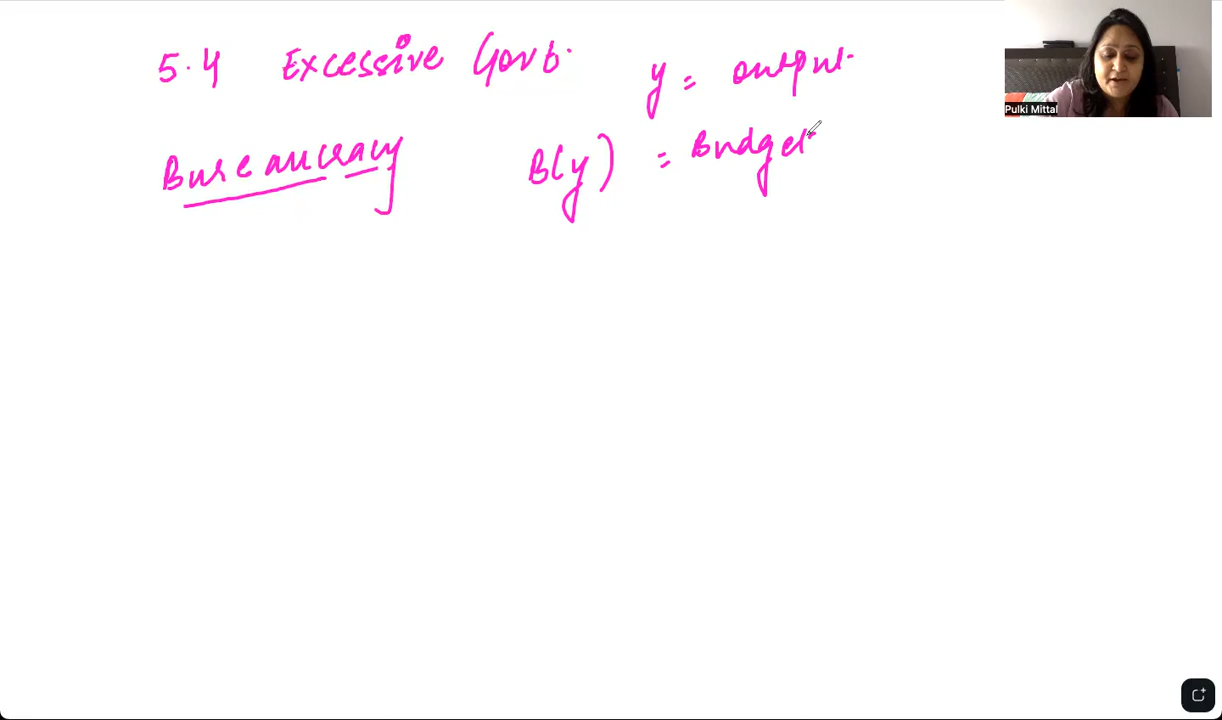 5.4 Excessive Govt. y = output.
Bureaucracy B(y) = Budget
Pulki Mittal